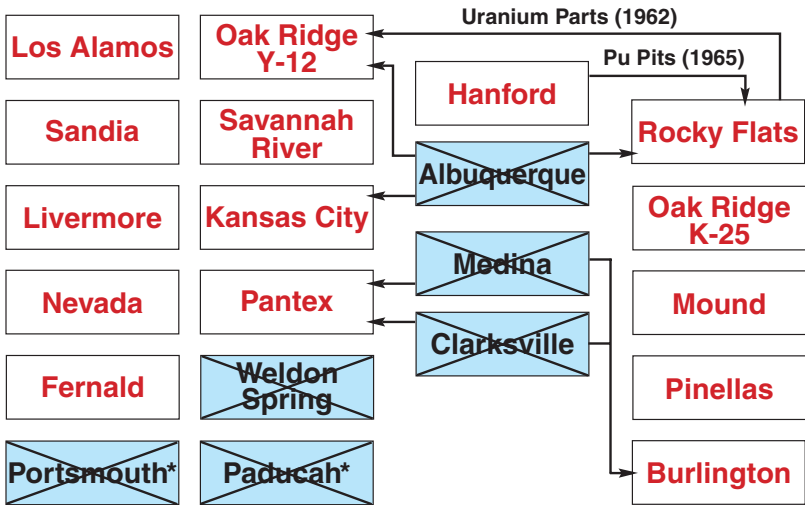 Los Alamos
Oak Ridge
Y-12
Uranium Parts (1962)
Pu Pits (1965)
Hanford
Sandia
Savannah
River
Rocky Flats
Albuquerque
Livermore
Kansas City
Oak Ridge
K-25
Medina
Nevada
Pantex
Mound
Clarksville
Fernald
Weldon
Spring
Pinellas
Portsmouth*
Paducah*
Burlington